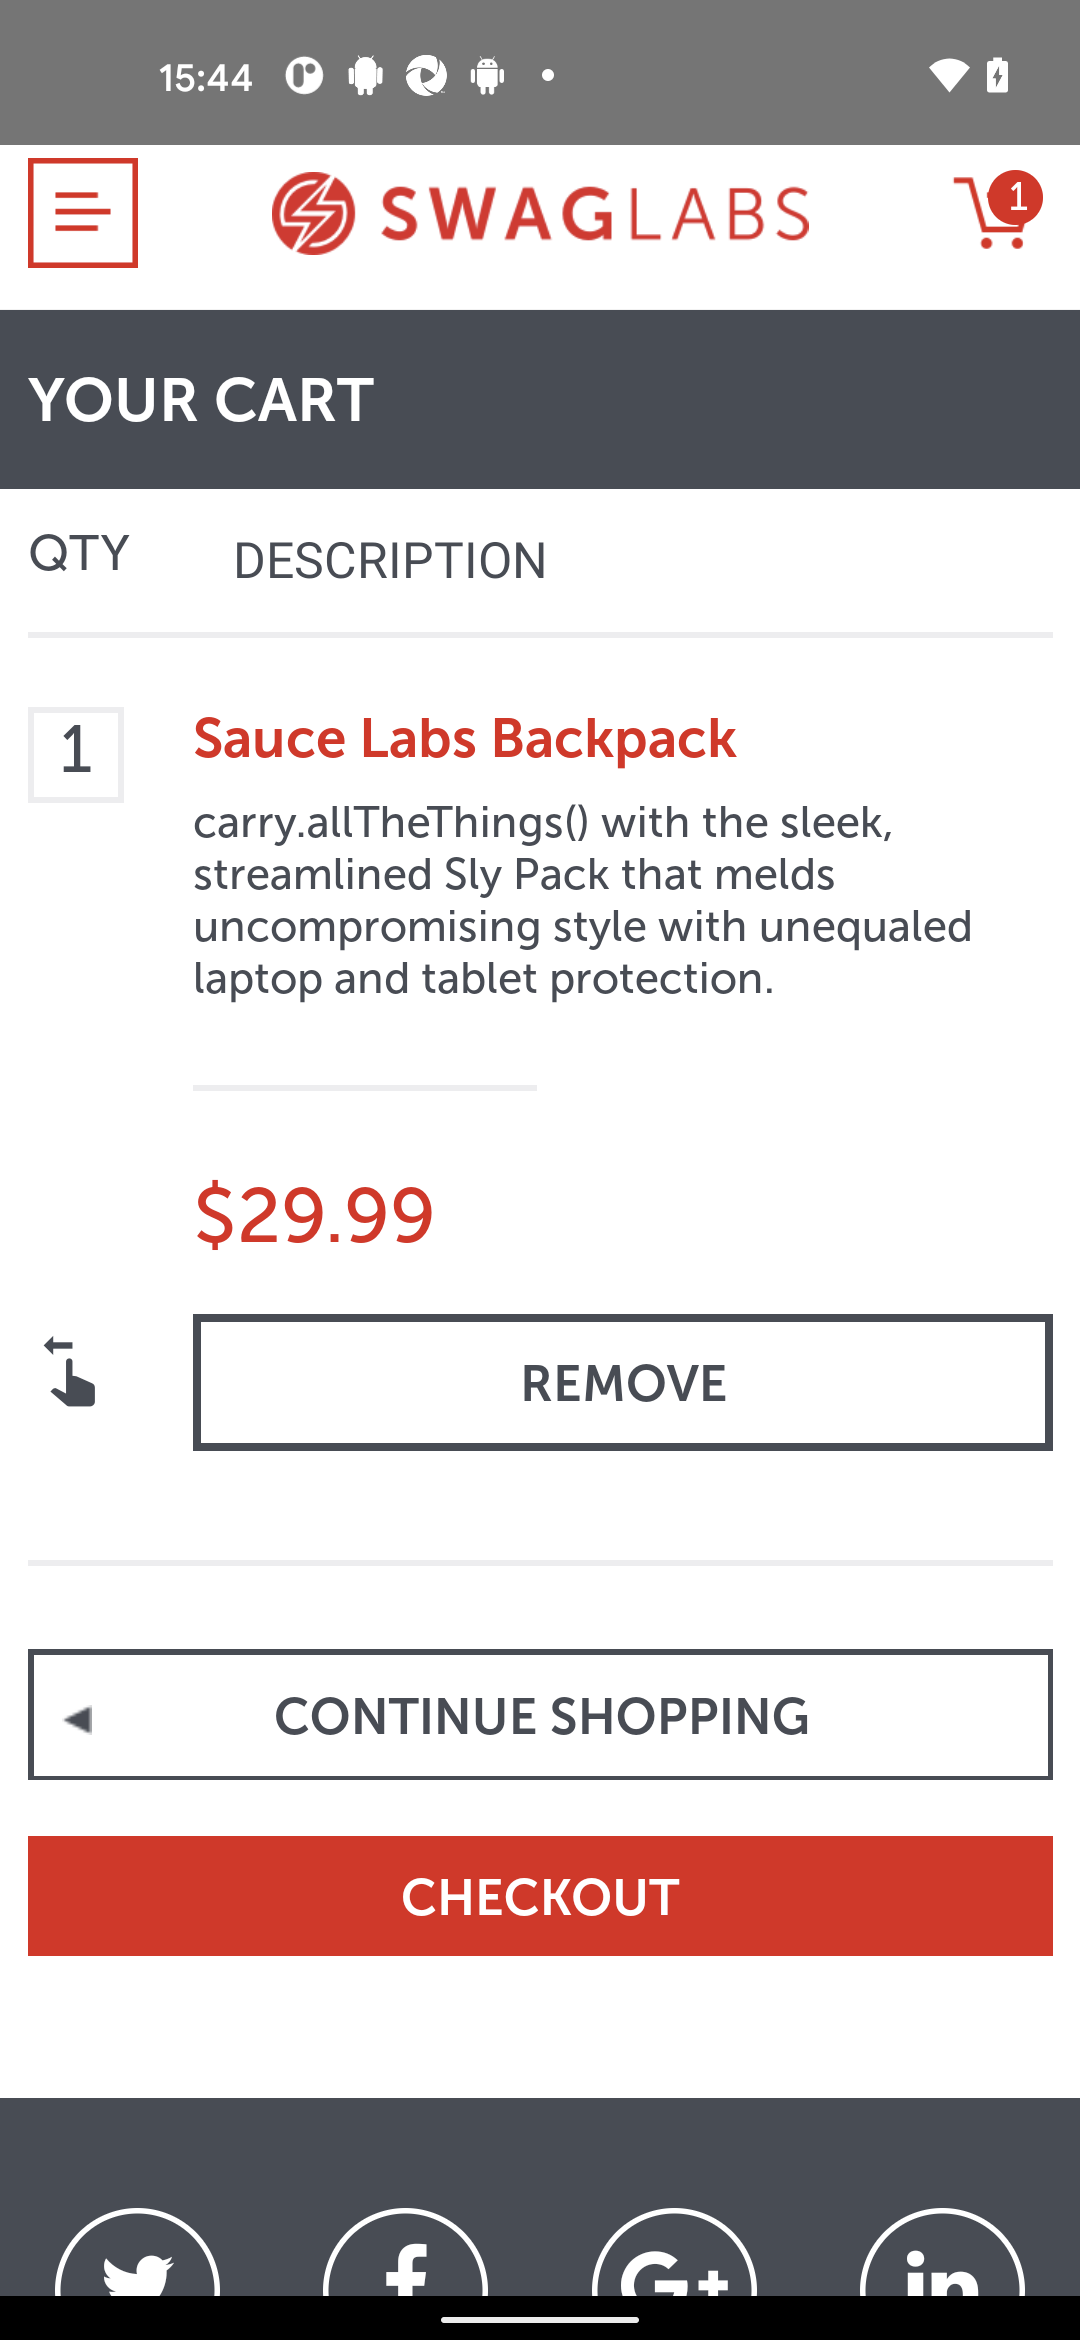 15:44
SWAGLABS
1
YOUR CART
QTY DESCRIPTION
1
Sauce Labs Backpack
carry.allTheThings() with the sleek,
streamlined Sly Pack that melds
uncompromising style with unequaled
laptop and tablet protection.
$29.99
REMOVE
CONTINUE SHOPPING
CHECKOUT
f
G+
in